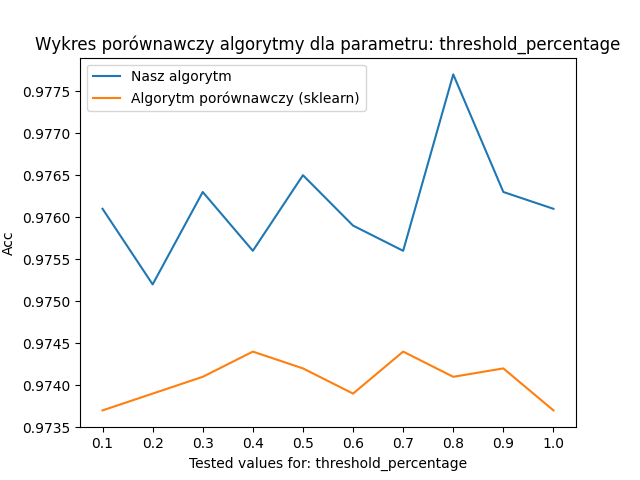 Wykres porównawczy algorytmy dla parametru: threshold_percentage
Nasz algorytm
Algorytm porównawczy (sklearn)
0.9775
0.9770
0.9765
0.9760
0.9755
0.9750
0.9745
0.9740
0.9735
Acc
0.1 0.2 0.3 0.4 0.5 0.6 0.7 0.8 0.9 1.0
Tested values for: threshold_percentage